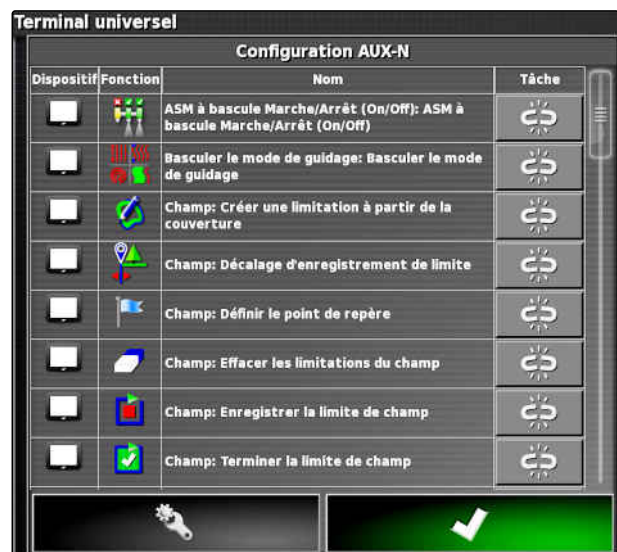 Terminal universel
Configuration AUX-N
Dispositif Fonction Nom Tâche
ASM à bascule Marche/Arrêt (On/Off): ASM à
bascule Marche/Arrêt (On/Off)
Basculer le mode de guidage: Basculer le mode
de guidage
Champ: Créer une limitation à partir de la
couverture
Champ: Décalage d'enregistrement de limite
Champ: Définir le point de repère
Champ: Effacer les limitations du champ
Champ: Enregistrer la limite de champ
Champ: Terminer la limite de champ